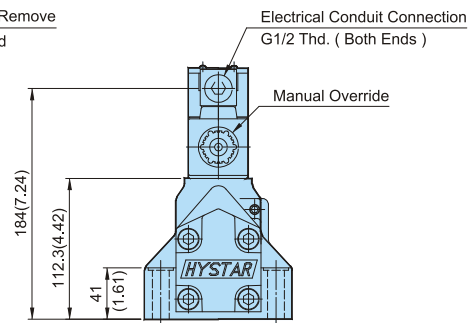 Remove
d
Electrical Conduit Connection
G1/2 Thd. ( Both Ends )
Manual Override
184(7.24)
112.3(4.42)
41
(1.61)
HYSTAR